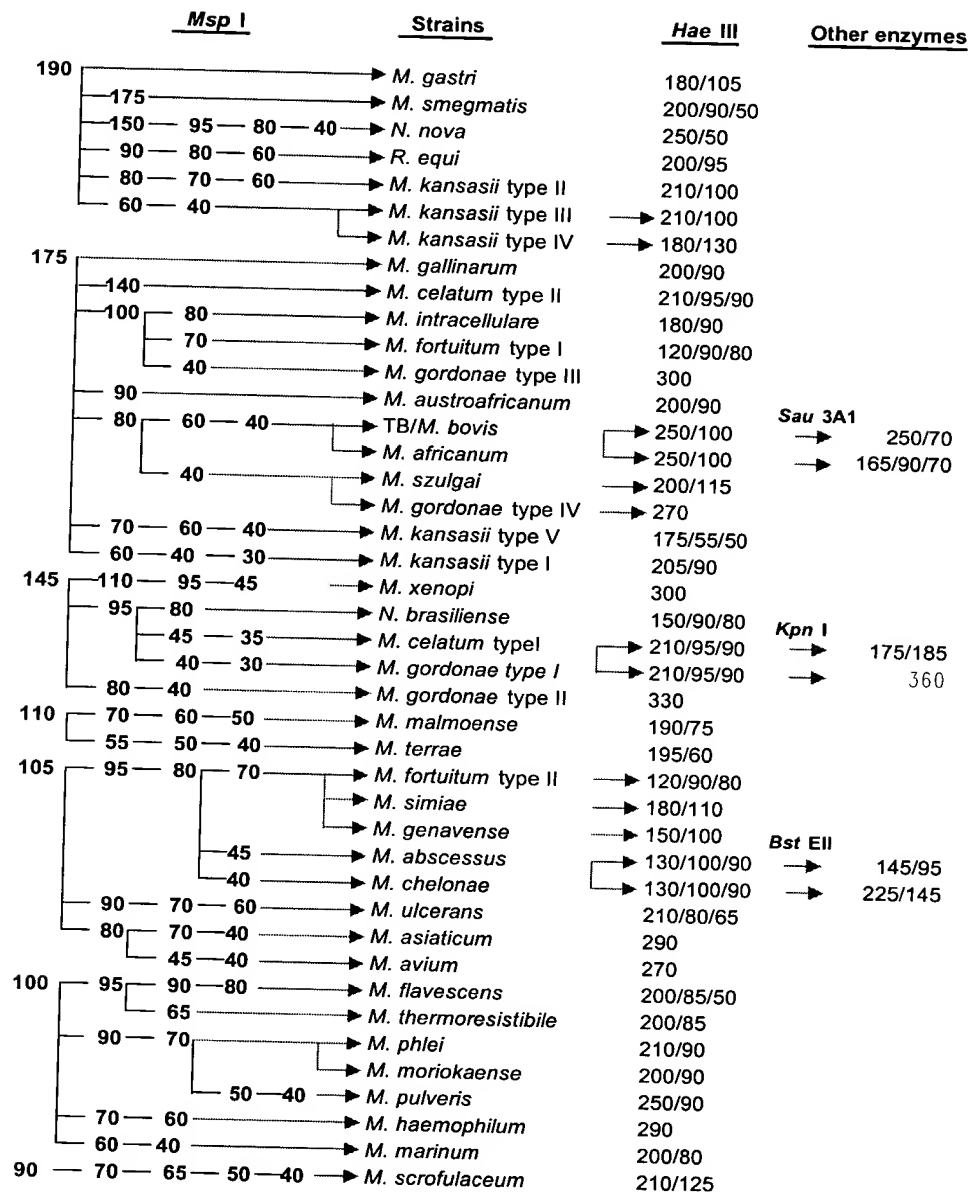 Msp I Strains Hae III Other enzymes
190 M. gastri 180/105
175 M. smegmatis 200/90/50
150 95 80 40 N. nova 250/50
90 80 60 R. equi 200/95
80 70 60 M. kansasii type II 210/100
60 40 M. kansasii type III 210/100
M. kansasii type IV 180/130
175 M. gallinarum 200/90
140 M. celatum type II 210/95/90
100 80 M. intracellulare 180/90
70 M. fortuitum type I 120/90/80
40 M. gordonae type III 300
90 M. austroafricanum 200/90 Sau 3A1
80 60 40 TB/M. bovis 250/100 250/70
M. africanum 250/100 165/90/70
40 M. szulgai 200/115
M. gordonae type IV 270
70 60 40 M. kansasii type V 175/55/50
60 40 30 M. kansasii type I 205/90
145 110 95 45 M. xenopi 300
95 80 N. brasiliense 150/90/80 Kpn I
45 35 M. celatum typeI 210/95/90 175/185
40 30 M. gordonae type I 210/95/90 360
80 40 M. gordonae type II 330
110 70 60 50 M. malmoense 190/75
55 50 40 M. terrae 195/60
105 95 80 70 M. fortuitum type II 120/90/80
M. simiae 180/110
M. genavense 150/100 Bst EII
45 M. abscessus 130/100/90 145/95
40 M. chelonae 130/100/90 225/145
90 70 60 M. ulcerans 210/80/65
80 70 40 M. asiaticum 290
45 40 M. avium 270
100 95 90 80 M. flavescens 200/85/50
65 M. thermoresistibile 200/85
90 70 M. phlei 210/90
M. moriokaense 200/90
50 40 M. pulveris 250/90
70 60 M. haemophilum 290
60 40 M. marinum 200/80
90 70 65 50 40 M. scrofulaceum 210/125